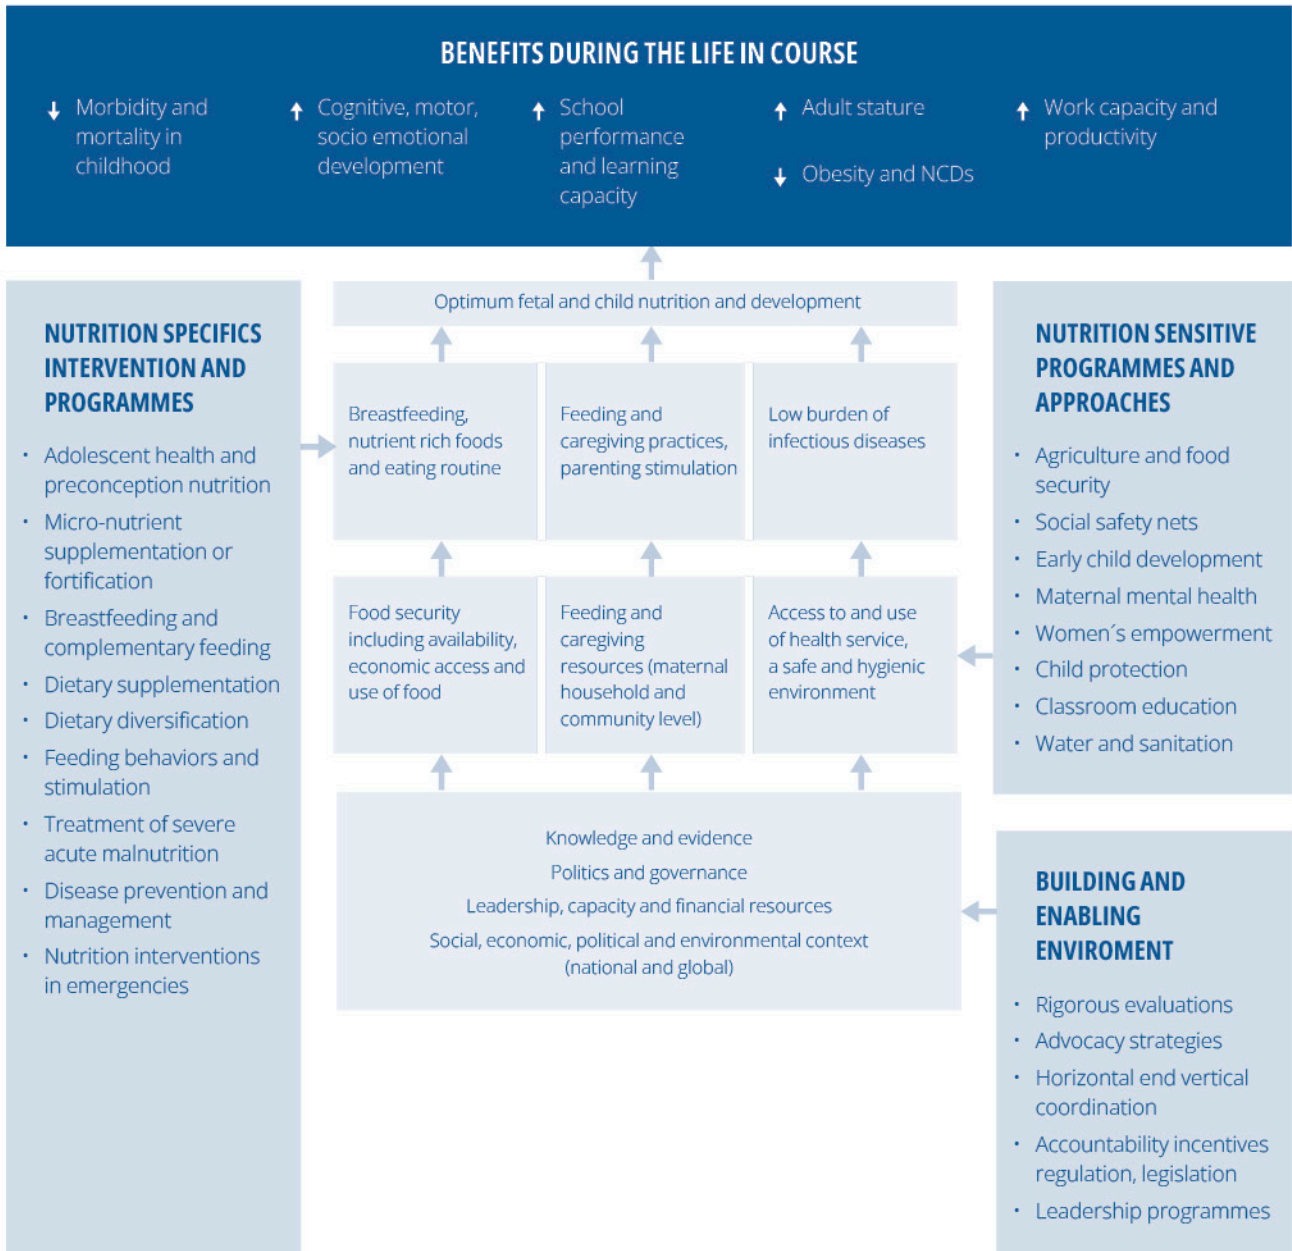 BENEFITS DURING THE LIFE IN COURSE
Morbidity and
mortality in
childhood
Cognitive, motor,
socio emotional
development
School
performance
and learning
capacity
Adult stature
Obesity and NCDs
Work capacity and
productivity
NUTRITION SPECIFICS
INTERVENTION AND
PROGRAMMES
• Adolescent health and
preconception nutrition
• Micro-nutrient
supplementation or
fortification
• Breastfeeding and
complementary feeding
• Dietary supplementation
• Dietary diversification
• Feeding behaviors and
stimulation
• Treatment of severe
acute malnutrition
• Disease prevention and
management
• Nutrition interventions
in emergencies
Optimum fetal and child nutrition and development
Breastfeeding,
nutrient rich foods
and eating routine
Feeding and
caregiving practices,
parenting stimulation
Low burden of
infectious diseases
Food security
including availability,
economic access and
use of food
Feeding and
caregiving
resources (maternal
household and
community level)
Access to and use
of health service,
a safe and hygienic
environment
Knowledge and evidence
Politics and governance
Leadership, capacity and financial resources
Social, economic, political and environmental context
(national and global)
NUTRITION SENSITIVE
PROGRAMMES AND
APPROACHES
• Agriculture and food
security
• Social safety nets
• Early child development
• Maternal mental health
• Women´s empowerment
• Child protection
• Classroom education
• Water and sanitation
BUILDING AND
ENABLING
ENVIROMENT
• Rigorous evaluations
• Advocacy strategies
• Horizontal end vertical
coordination
• Accountability incentives
regulation, legislation
• Leadership programmes